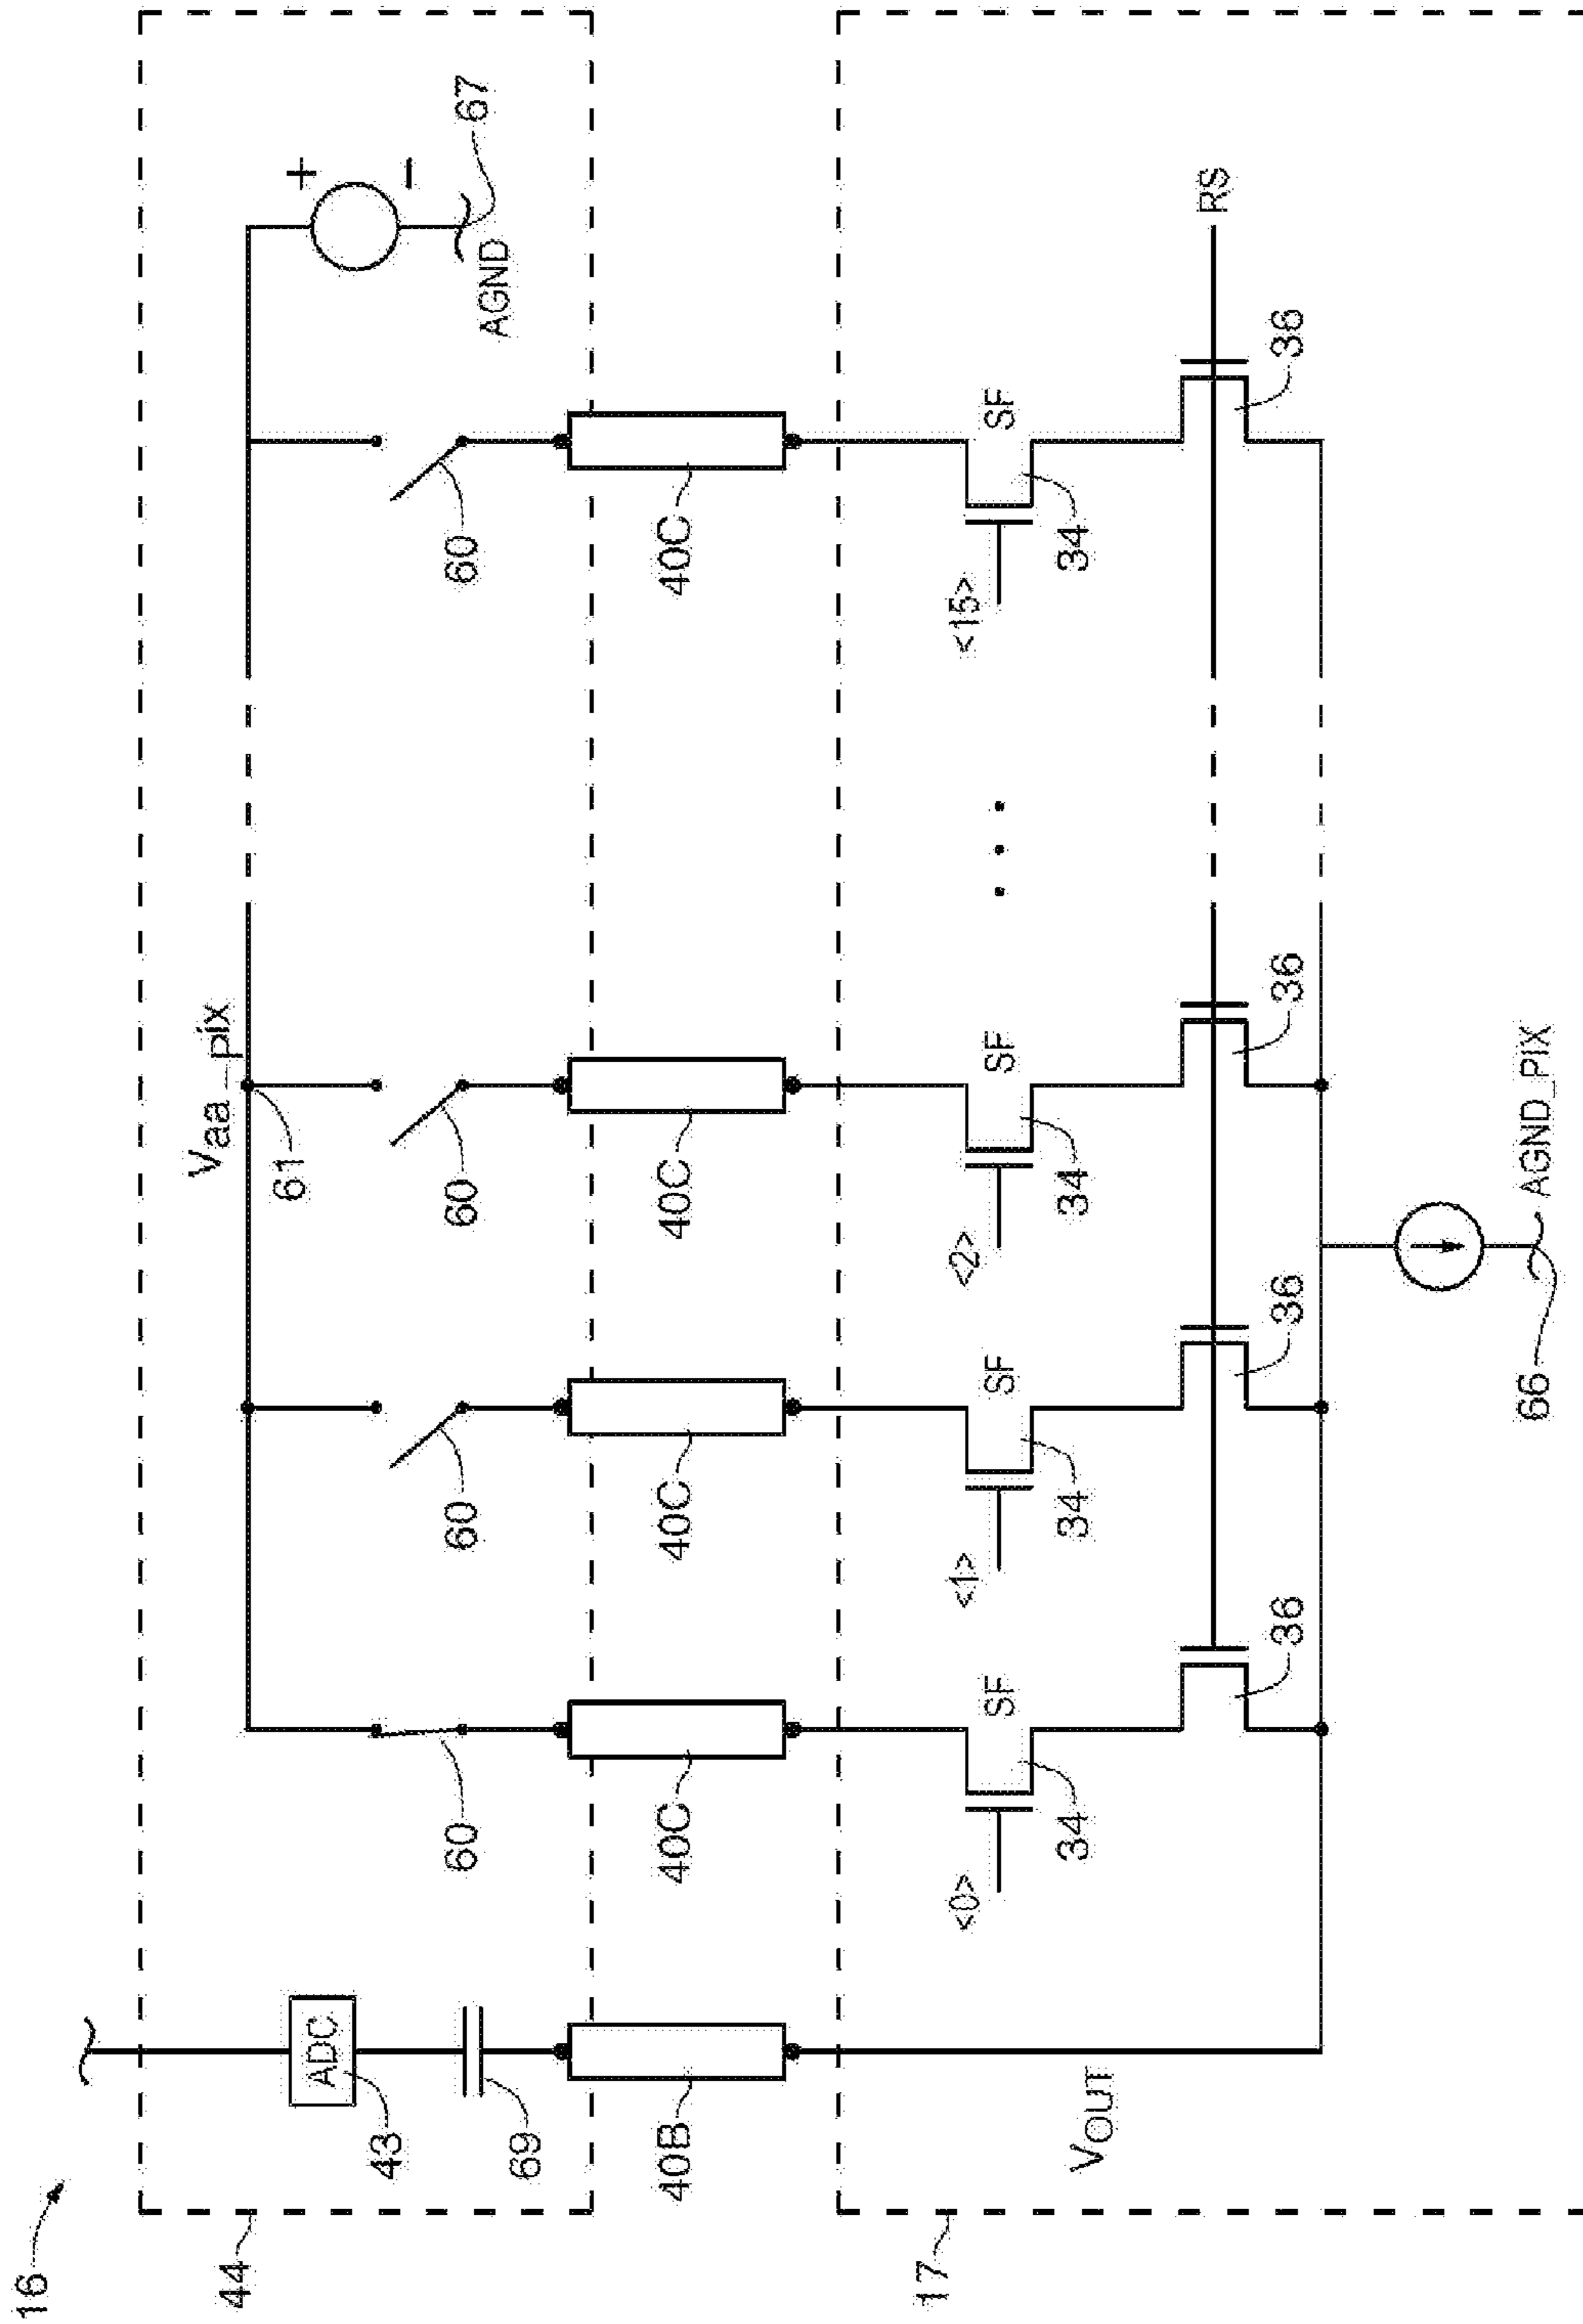 16
44
Vaa_pix
61
+
ADC
−
43
60
60
60
60
67
AGND
69
40B
40C
40C
40C
40C
17
<0>
<1>
<2>
<15>
SF
SF
SF
...
SF
34
34
34
34
VOUT
RS
36
36
36
36
66
AGND_PIX